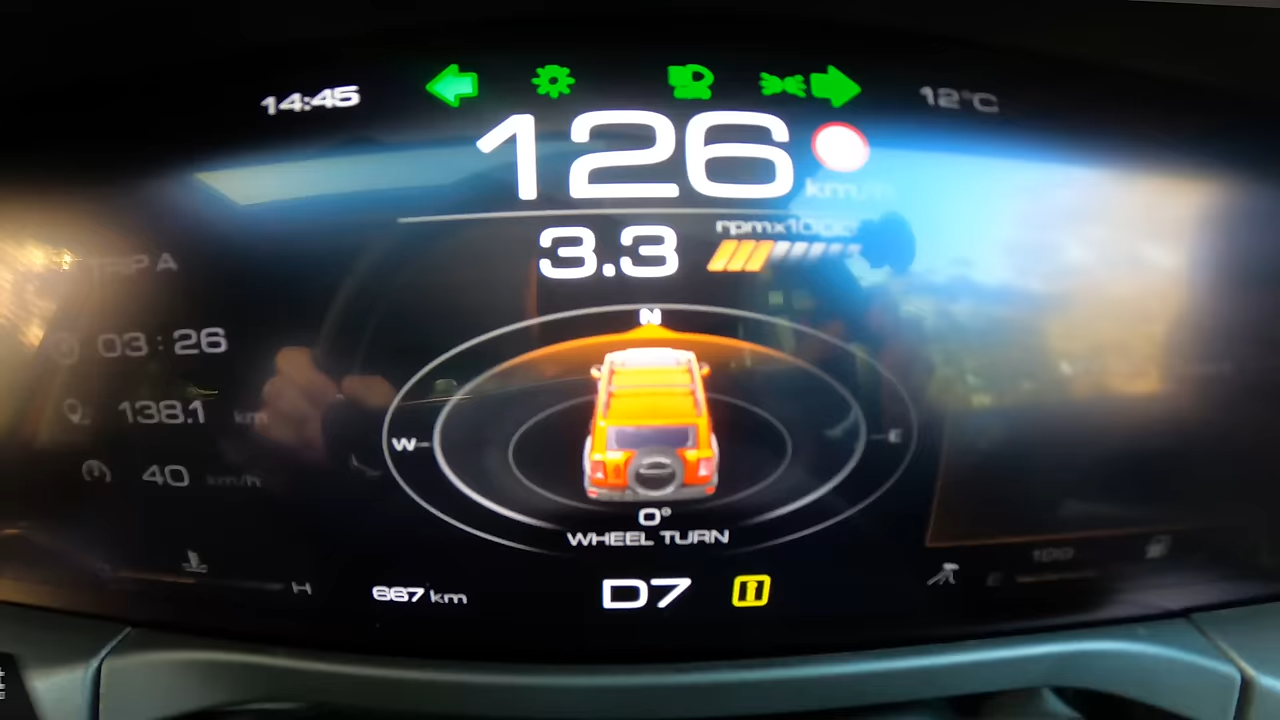 14:45
12°C
126
km/h
3.3
rpmx1000
N
03:26
138.1 km
W
E
40 km/h
0°
WHEEL TURN
H
667 km
D7
E
100